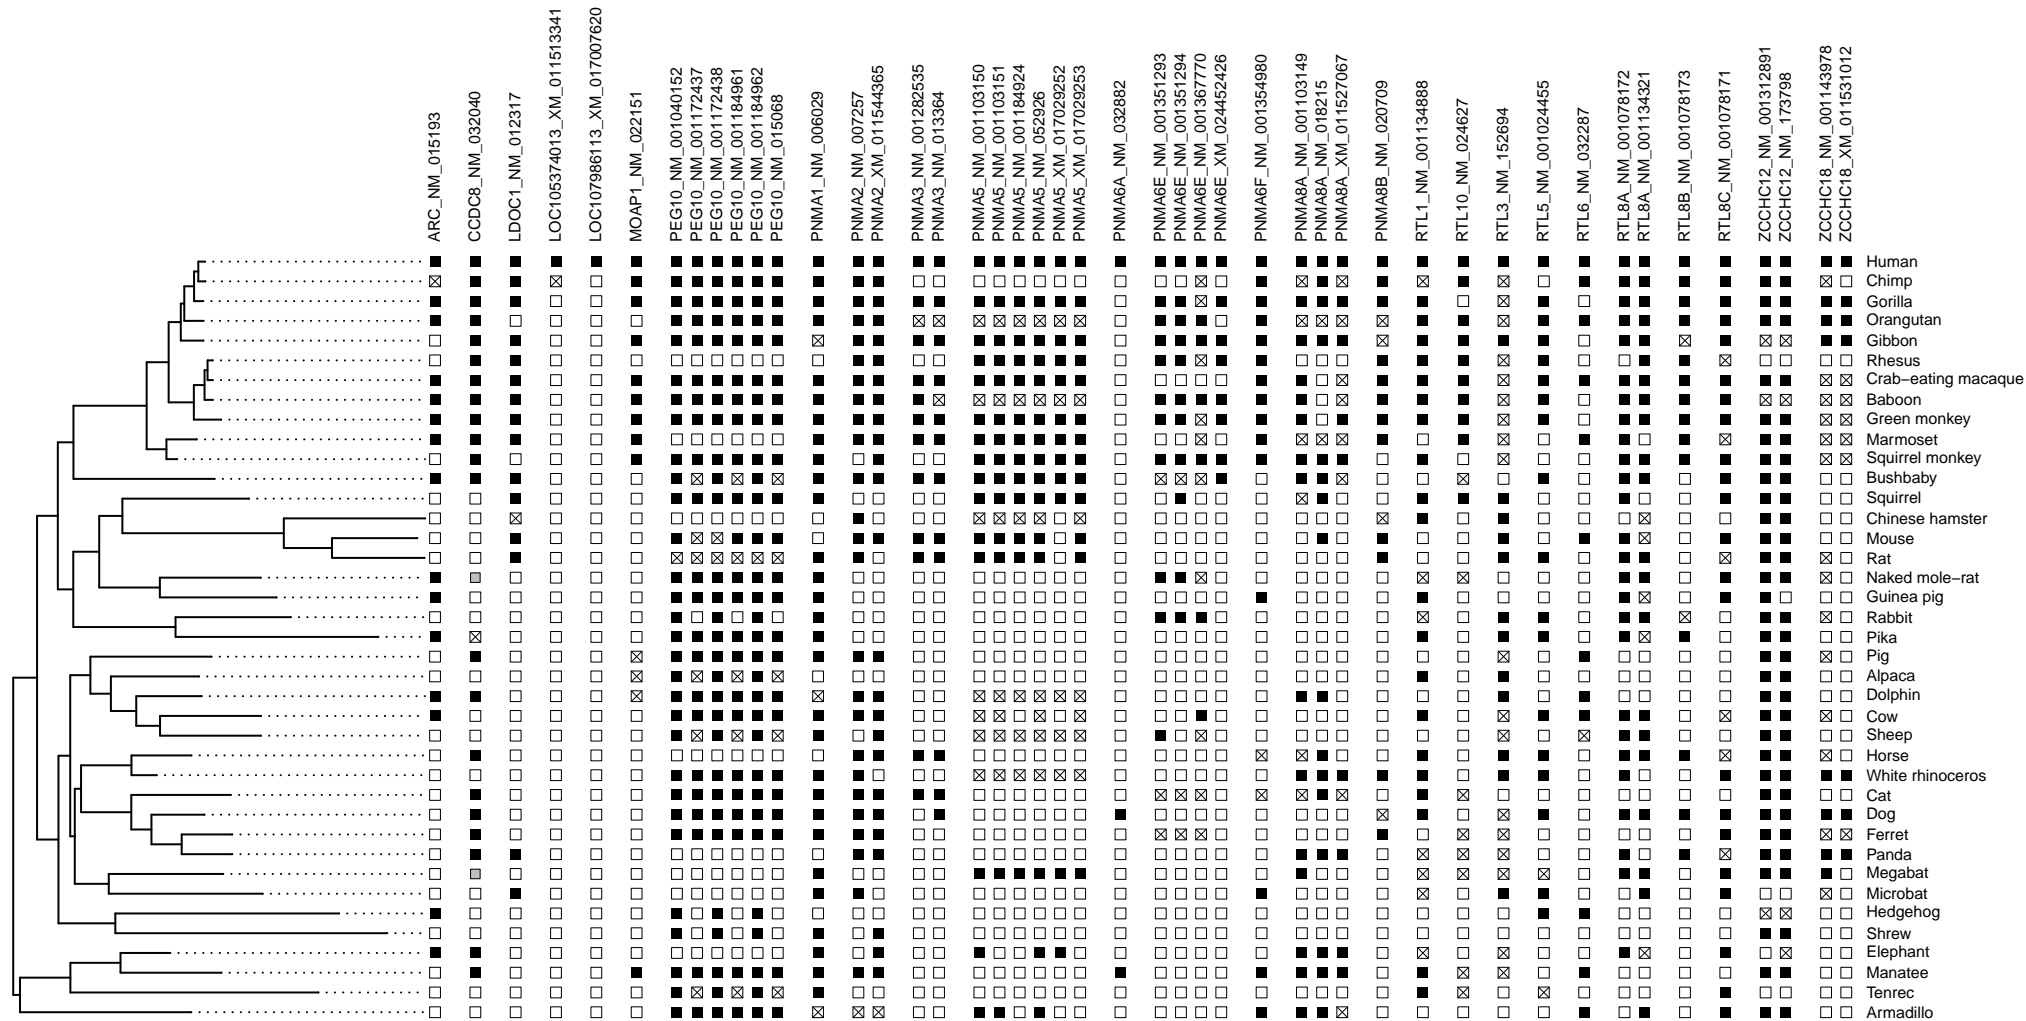 ARC_NM_015193
CCDC8_NM_032040
LDOC1_NM_012317
LOC105374013_XM_011513341
LOC107986113_XM_017007620
MOAP1_NM_022151
PEG10_NM_001040152
PEG10_NM_001172437
PEG10_NM_001172438
PEG10_NM_001184961
PEG10_NM_001184962
PEG10_NM_015068
PNMA1_NM_006029
PNMA2_NM_007257
PNMA2_XM_011544365
PNMA3_NM_001282535
PNMA3_NM_013364
PNMA5_NM_001103150
PNMA5_NM_001103151
PNMA5_NM_001184924
PNMA5_NM_052926
PNMA5_XM_017029252
PNMA5_XM_017029253
PNMA6A_NM_032882
PNMA6E_NM_001351293
PNMA6E_NM_001351294
PNMA6E_NM_001367770
PNMA6E_XM_024452426
PNMA6F_NM_001354980
PNMA8A_NM_001103149
PNMA8A_NM_018215
PNMA8A_XM_011527067
PNMA8B_NM_020709
RTL1_NM_001134888
RTL10_NM_024627
RTL3_NM_152694
RTL5_NM_001024455
RTL6_NM_032287
RTL8A_NM_001078172
RTL8A_NM_001134321
RTL8B_NM_001078173
RTL8C_NM_001078171
ZCCHC12_NM_001312891
ZCCHC12_NM_173798
ZCCHC18_NM_001143978
ZCCHC18_XM_011531012
Human
Chimp
Gorilla
Orangutan
Gibbon
Rhesus
Crab−eating macaque
Baboon
Green monkey
Marmoset
Squirrel monkey
Bushbaby
Squirrel
Chinese hamster
Mouse
Rat
Naked mole−rat
Guinea pig
Rabbit
Pika
Pig
Alpaca
Dolphin
Cow
Sheep
Horse
White rhinoceros
Cat
Dog
Ferret
Panda
Megabat
Microbat
Hedgehog
Shrew
Elephant
Manatee
Tenrec
Armadillo